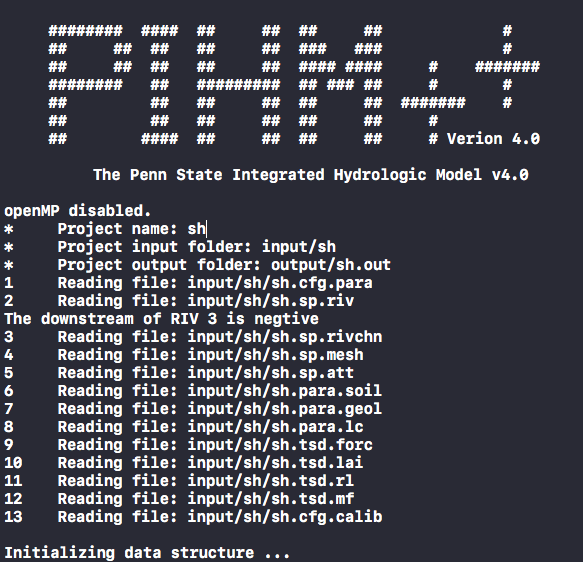 ########  ####  ##     ##  ##     ##             #
     ##     ##  ##   ##     ##  ###   ###             #
     ##     ##  ##   ##     ##  #### ####     #    #######
     ########   ##   #########  ## ### ##     #       #
     ##         ##   ##     ##  ##     ##  #######    #
     ##         ##   ##     ##  ##     ##     #
     ##        ####  ##     ##  ##     ##     # Verion 4.0
The Penn State Integrated Hydrologic Model v4.0
openMP disabled.
*    Project name: sh
*    Project input folder: input/sh
*    Project output folder: output/sh.out
1    Reading file: input/sh/sh.cfg.para
2    Reading file: input/sh/sh.sp.riv
The downstream of RIV 3 is negtive
3    Reading file: input/sh/sh.sp.rivchn
4    Reading file: input/sh/sh.sp.mesh
5    Reading file: input/sh/sh.sp.att
6    Reading file: input/sh/sh.para.soil
7    Reading file: input/sh/sh.para.geol
8    Reading file: input/sh/sh.para.lc
9    Reading file: input/sh/sh.tsd.forc
10   Reading file: input/sh/sh.tsd.lai
11   Reading file: input/sh/sh.tsd.rl
12   Reading file: input/sh/sh.tsd.mf
13   Reading file: input/sh/sh.cfg.calib
Initializing data structure ...